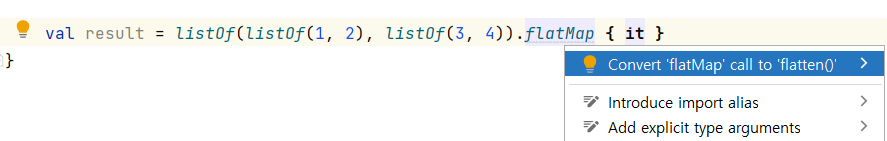 val result = listOf(listOf(1, 2), listOf(3, 4)).flatMap { it }
}
Convert 'flatMap' call to 'flatten()'
Introduce import alias
Add explicit type arguments